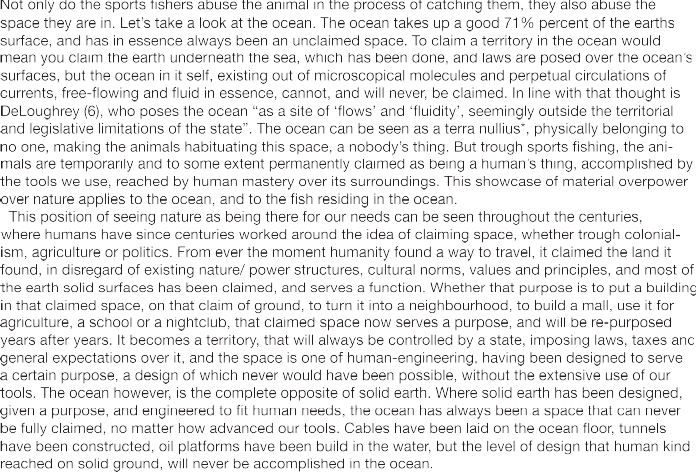 Not only do the sports fishers abuse the animal in the process of catching them, they also abuse the
space they are in. Let's take a look at the ocean. The ocean takes up a good 71% percent of the earths
surface, and has in essence always been an unclaimed space. To claim a territory in the ocean would
mean you claim the earth underneath the sea, which has been done, and laws are posed over the ocean's
surfaces, but the ocean in it self, existing out of microscopical molecules and perpetual circulations of
currents, free-flowing and fluid in essence, cannot, and will never, be claimed. In line with that thought is
DeLoughrey (6), who poses the ocean “as a site of ‘flows’ and ‘fluidity’, seemingly outside the territorial
and legislative limitations of the state”. The ocean can be seen as a terra nullius*, physically belonging to
no one, making the animals habituating this space, a nobody's thing. But trough sports fishing, the ani-
mals are temporarily and to some extent permanently claimed as being a human's thing, accomplished by
the tools we use, reached by human mastery over its surroundings. This showcase of material overpower
over nature applies to the ocean, and to the fish residing in the ocean.
This position of seeing nature as being there for our needs can be seen throughout the centuries,
where humans have since centuries worked around the idea of claiming space, whether trough colonial-
ism, agriculture or politics. From ever the moment humanity found a way to travel, it claimed the land it
found, in disregard of existing nature/ power structures, cultural norms, values and principles, and most of
the earth solid surfaces has been claimed, and serves a function. Whether that purpose is to put a building
in that claimed space, on that claim of ground, to turn it into a neighbourhood, to build a mall, use it for
agriculture, a school or a nightclub, that claimed space now serves a purpose, and will be re-purposed
years after years. It becomes a territory, that will always be controlled by a state, imposing laws, taxes and
general expectations over it, and the space is one of human-engineering, having been designed to serve
a certain purpose, a design of which never would have been possible, without the extensive use of our
tools. The ocean however, is the complete opposite of solid earth. Where solid earth has been designed,
given a purpose, and engineered to fit human needs, the ocean has always been a space that can never
be fully claimed, no matter how advanced our tools. Cables have been laid on the ocean floor, tunnels
have been constructed, oil platforms have been build in the water, but the level of design that human kind
reached on solid ground, will never be accomplished in the ocean.